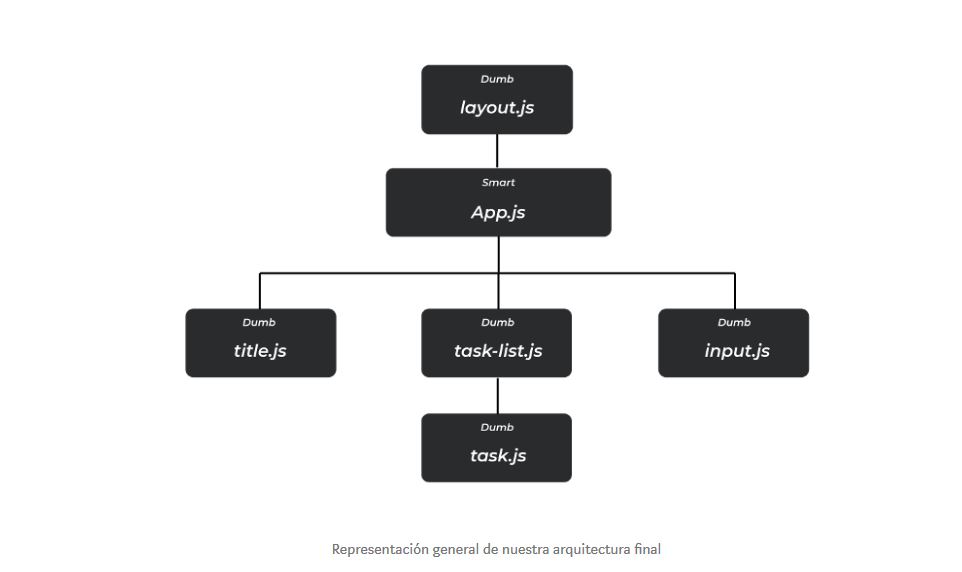 Dumb
layout.js
Smart
App.js
Dumb
title.js
Dumb
task-list.js
Dumb
input.js
Dumb
task.js
Representación general de nuestra arquitectura final